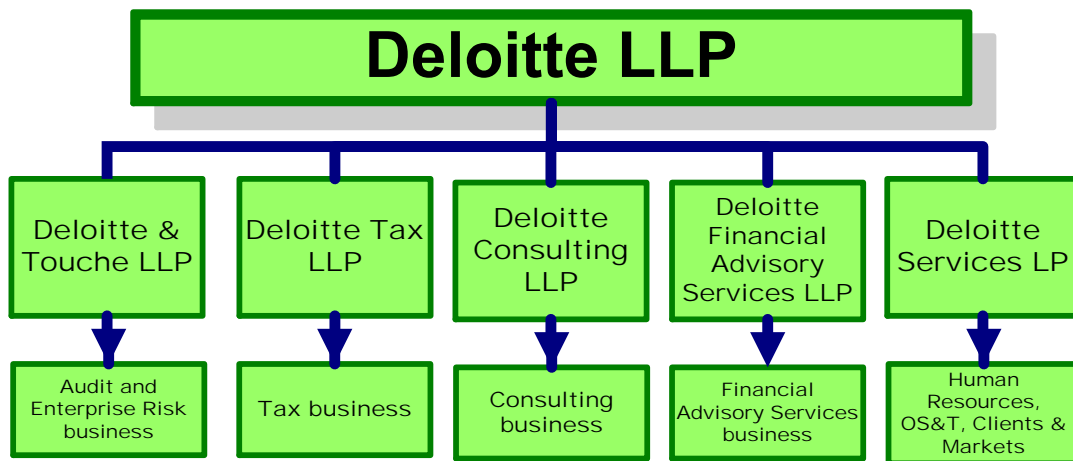 Deloitte LLP
Deloitte &
Touche LLP
Deloitte Tax
LLP
Deloitte
Consulting
LLP
Deloitte
Financial
Advisory
Services LLP
Deloitte
Services LP
Audit and
Enterprise Risk
business
Tax business
Consulting
business
Financial
Advisory Services
business
Human
Resources,
OS&T, Clients &
Markets